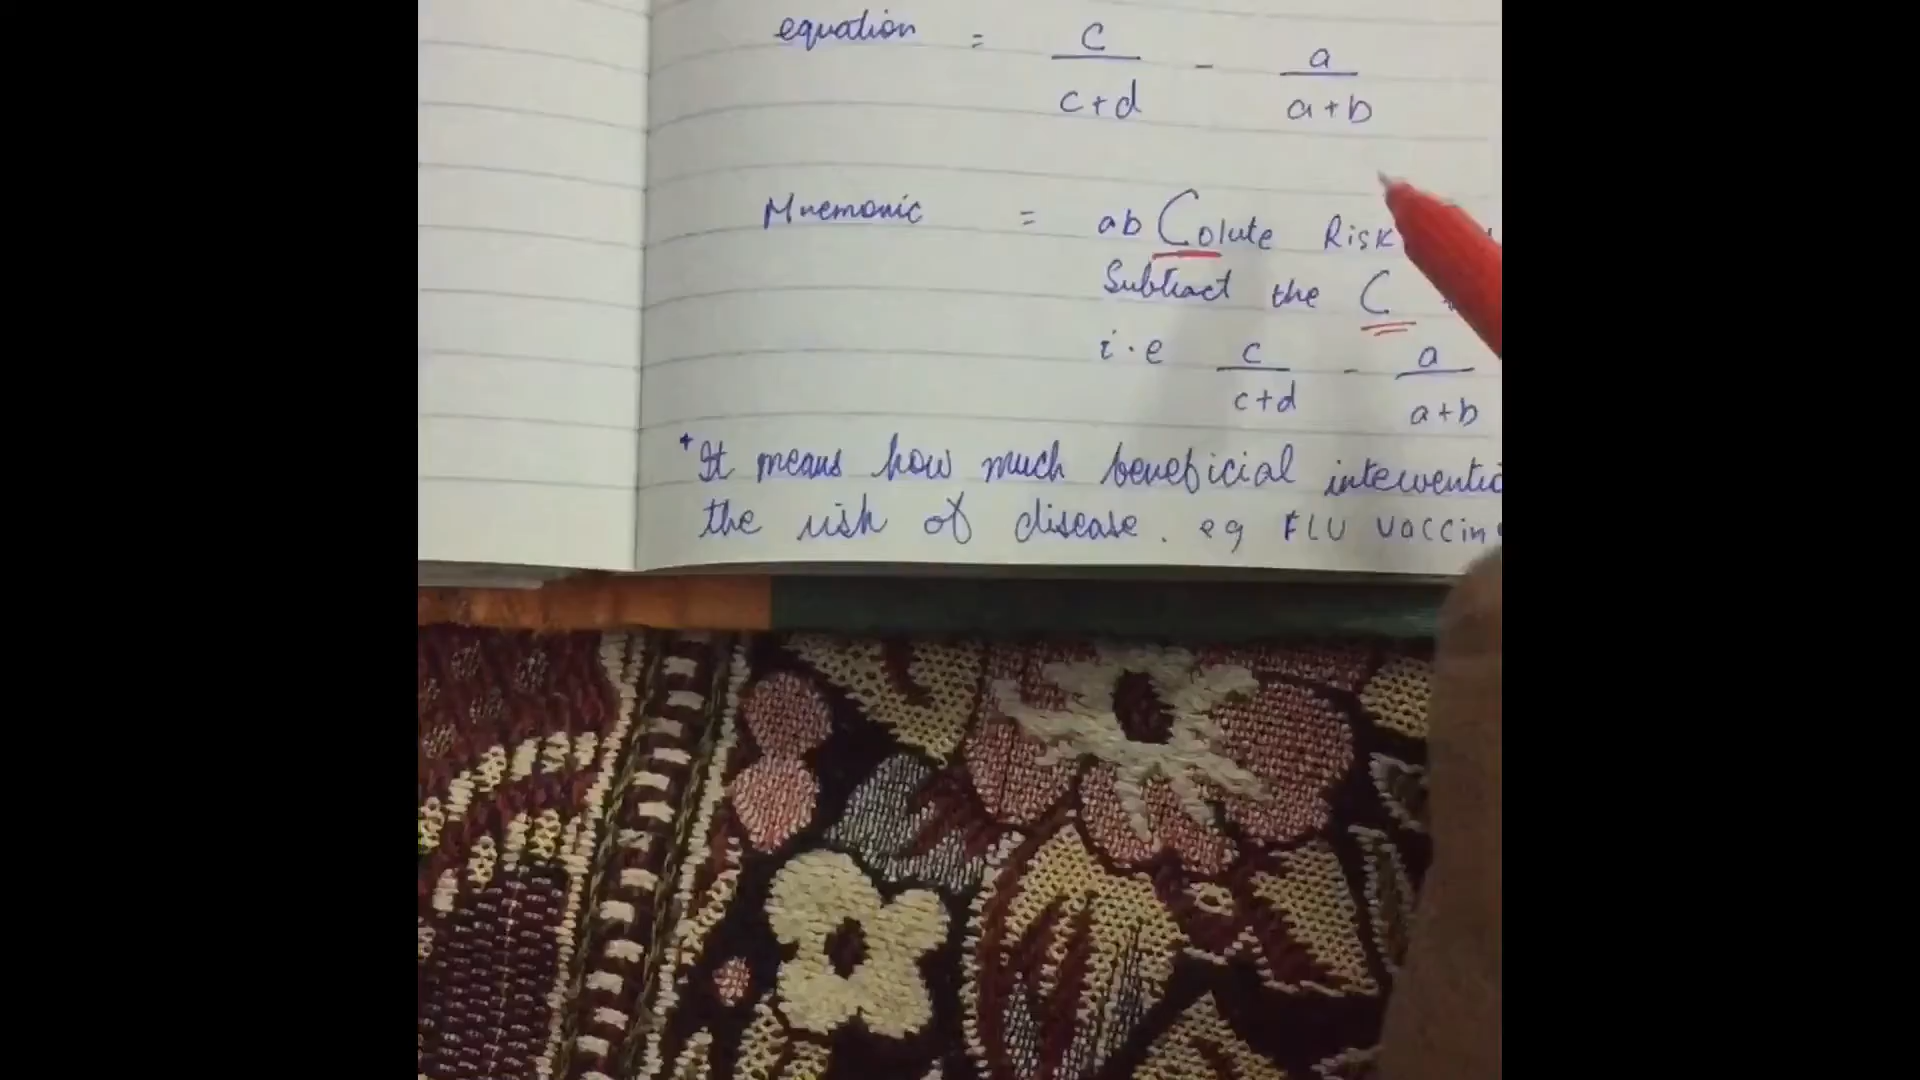 equation = c/c+d - a/a+b
Mnemonic = ab Colute Risk
Subtract the C
i.e c/c+d - a/a+b
*It means how much beneficial
the risk of disease. eg FLU